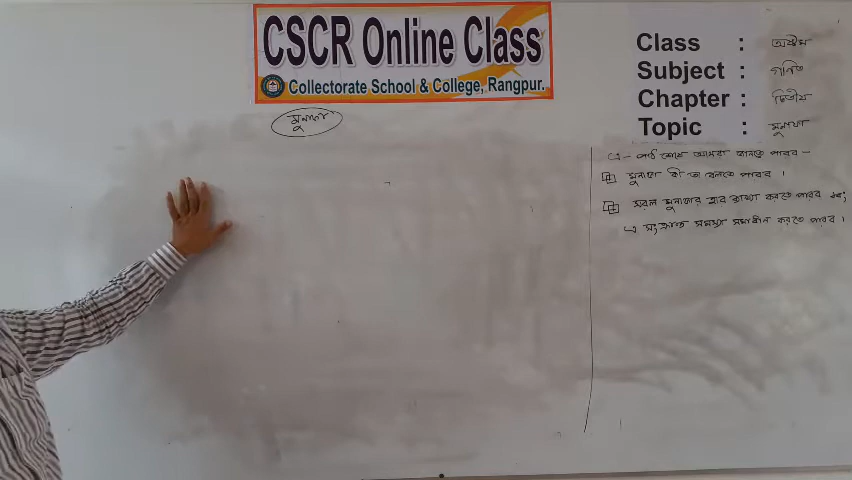 CSCR Online Class
Collectorate School & College, Rangpur.
মুনাফা
Class : অষ্টম
Subject : গণিত
Chapter : দ্বিতীয়
Topic : মুনাফা
এ পাঠ শেষে আমরা জানতে পারব -
মুনাফা কী তা বলতে পারব ।
সরল মুনাফার হার ব্যাখ্যা করতে পারব এবং
এ সংক্রান্ত সমস্যা সমাধান করতে পারব ।